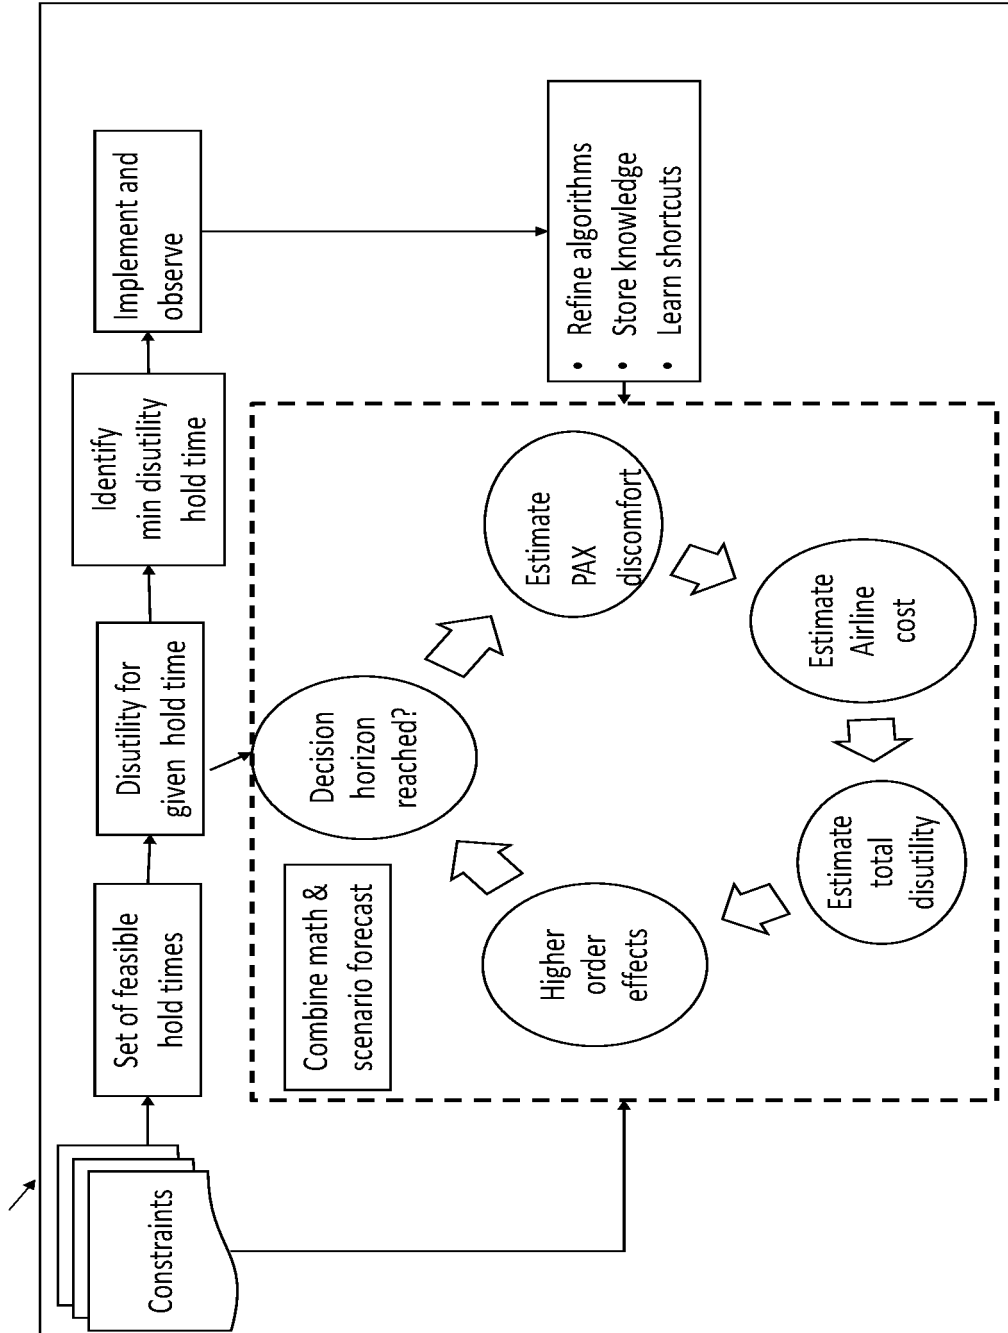 Constraints
Set of feasible
hold times
Disutility for
given hold time
Identify
min disutility
hold time
Implement and
observe
Combine math &
scenario forecast
Decision
horizon
reached?
Estimate
PAX
discomfort
Estimate
Airline
cost
Estimate
total
disutility
Higher
order
effects
• Refine algorithms
• Store knowledge
• Learn shortcuts